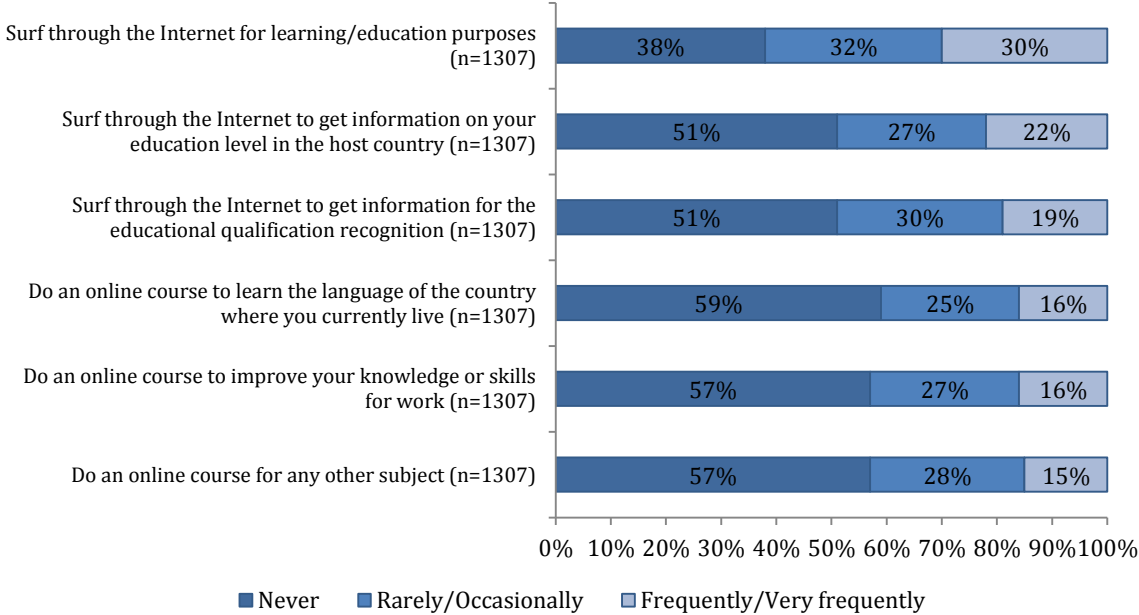 Surf through the Internet for learning/education purposes
(n=1307)
38% 32% 30%
Surf through the Internet to get information on your
education level in the host country (n=1307)
51% 27% 22%
Surf through the Internet to get information for the
educational qualification recognition (n=1307)
51% 30% 19%
Do an online course to learn the language of the country
where you currently live (n=1307)
59% 25% 16%
Do an online course to improve your knowledge or skills
for work (n=1307)
57% 27% 16%
Do an online course for any other subject (n=1307)
57% 28% 15%
0% 10% 20% 30% 40% 50% 60% 70% 80% 90% 100%
Never Rarely/Occasionally Frequently/Very frequently